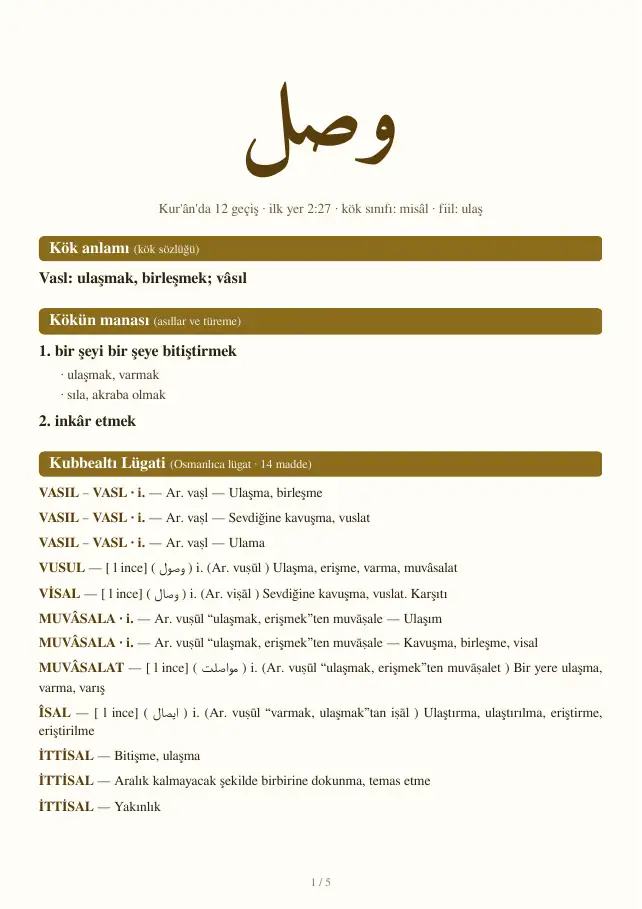 وصل
Kur'ân'da 12 geçiş · ilk yer 2:27 · kök sınıfı: misâl · fiil: ulaş
Kök anlamı (kök sözlüğü)
Vasl: ulaşmak, birleşmek; vâsıl
Kökün manası (asıllar ve türeme)
1. bir şeyi bir şeye bitiştirmek
· ulaşmak, varmak
· sıla, akraba olmak
2. inkâr etmek
Kubbealtı Lügati (Osmanlıca lügat · 14 madde)
VASIL – VASL · i. — Ar. vaṣl — Ulaşma, birleşme
VASIL – VASL · i. — Ar. vaṣl — Sevdiğine kavuşma, vuslat
VASIL – VASL · i. — Ar. vaṣl — Ulama
VUSUL — [ l ince] ( وصول ) i. (Ar. vuṣūl ) Ulaşma, erişme, varma, muvâsalat
VİSAL — [ l ince] ( وصال ) i. (Ar. viṣāl ) Sevdiğine kavuşma, vuslat. Karşıtı
MUVÂSALA · i. — Ar. vuṣūl “ulaşmak, erişmek”ten muvāṣale — Ulaşım
MUVÂSALA · i. — Ar. vuṣūl “ulaşmak, erişmek”ten muvāṣale — Kavuşma, birleşme, visal
MUVÂSALAT — [ l ince] ( مواصلت ) i. (Ar. vuṣūl “ulaşmak, erişmek”ten muvāṣalet ) Bir yere ulaşma,
varma, varış
ÎSAL — [ l ince] ( ايصال ) i. (Ar. vuṣūl “varmak, ulaşmak”tan іṣāl ) Ulaştırma, ulaştırılma, eriştirme,
eriştirilme
İTTİSAL — Bitişme, ulaşma
İTTİSAL — Aralık kalmayacak şekilde birbirine dokunma, temas etme
İTTİSAL — Yakınlık
1 / 5